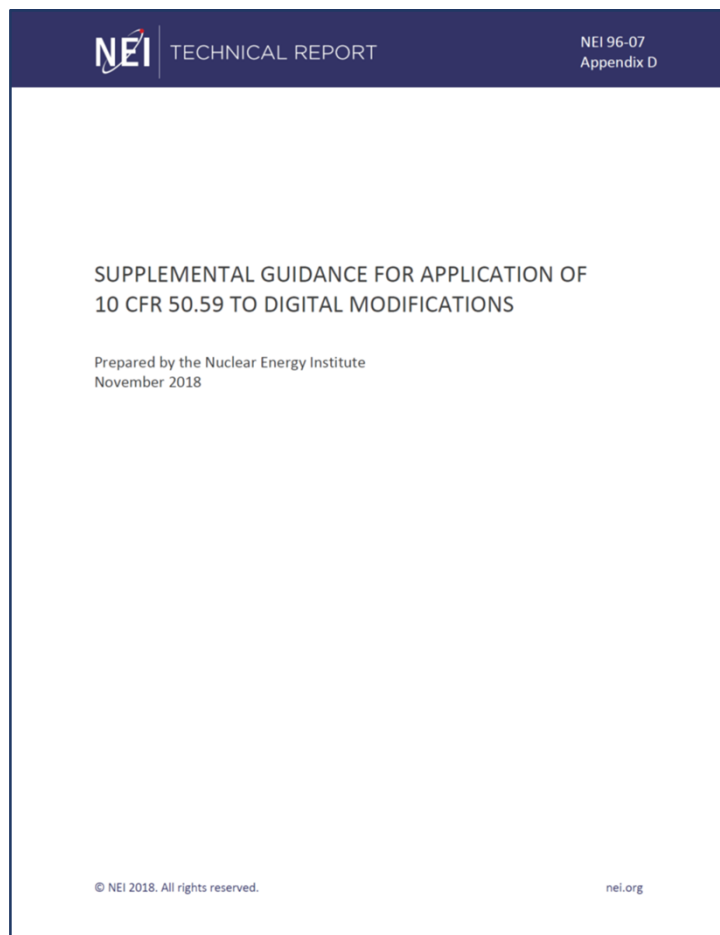 NEI
TECHNICAL REPORT
NEI 96-07
Appendix D
SUPPLEMENTAL GUIDANCE FOR APPLICATION OF
10 CFR 50.59 TO DIGITAL MODIFICATIONS
Prepared by the Nuclear Energy Institute
November 2018
© NEI 2018. All rights reserved.
nei.org